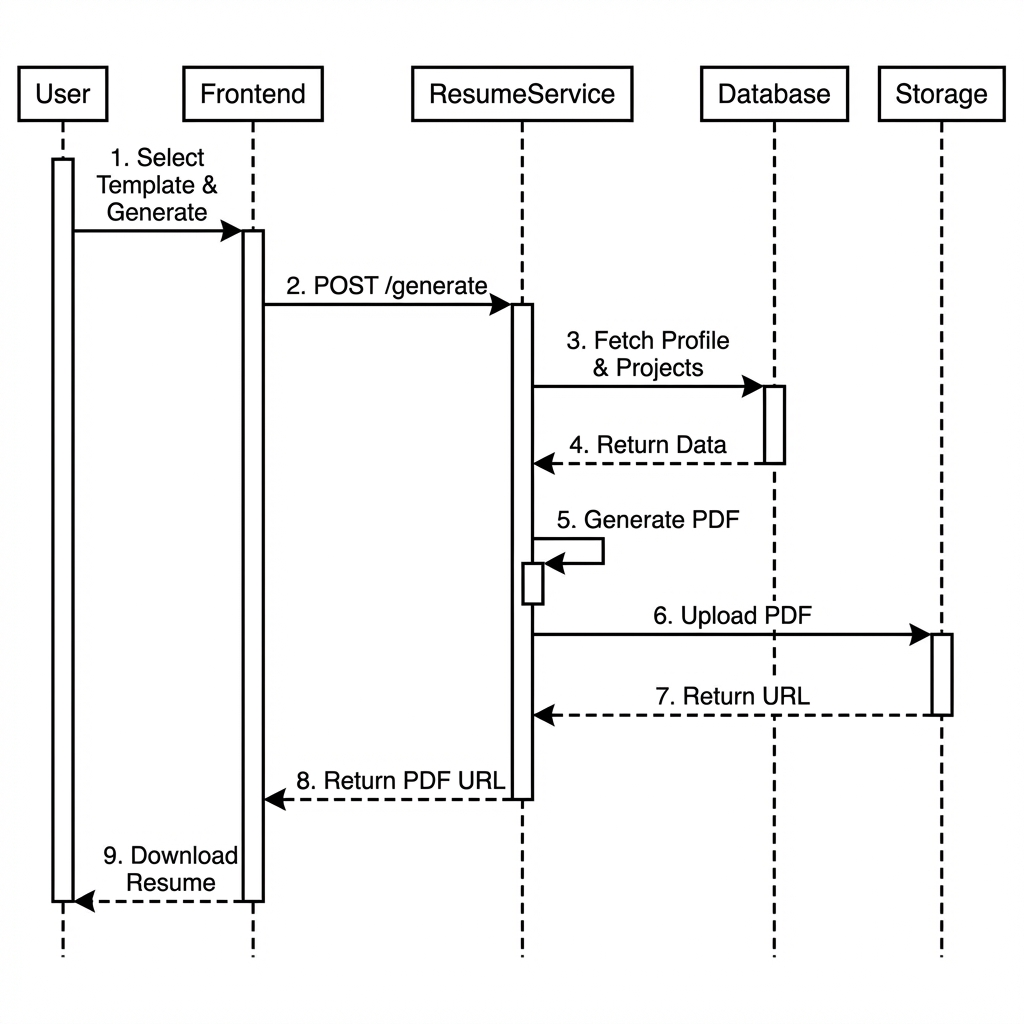 User
Frontend
ResumeService
Database
Storage
1. Select
Template &
Generate
2. POST /generate
3. Fetch Profile
& Projects
4. Return Data
5. Generate PDF
6. Upload PDF
7. Return URL
8. Return PDF URL
9. Download
Resume